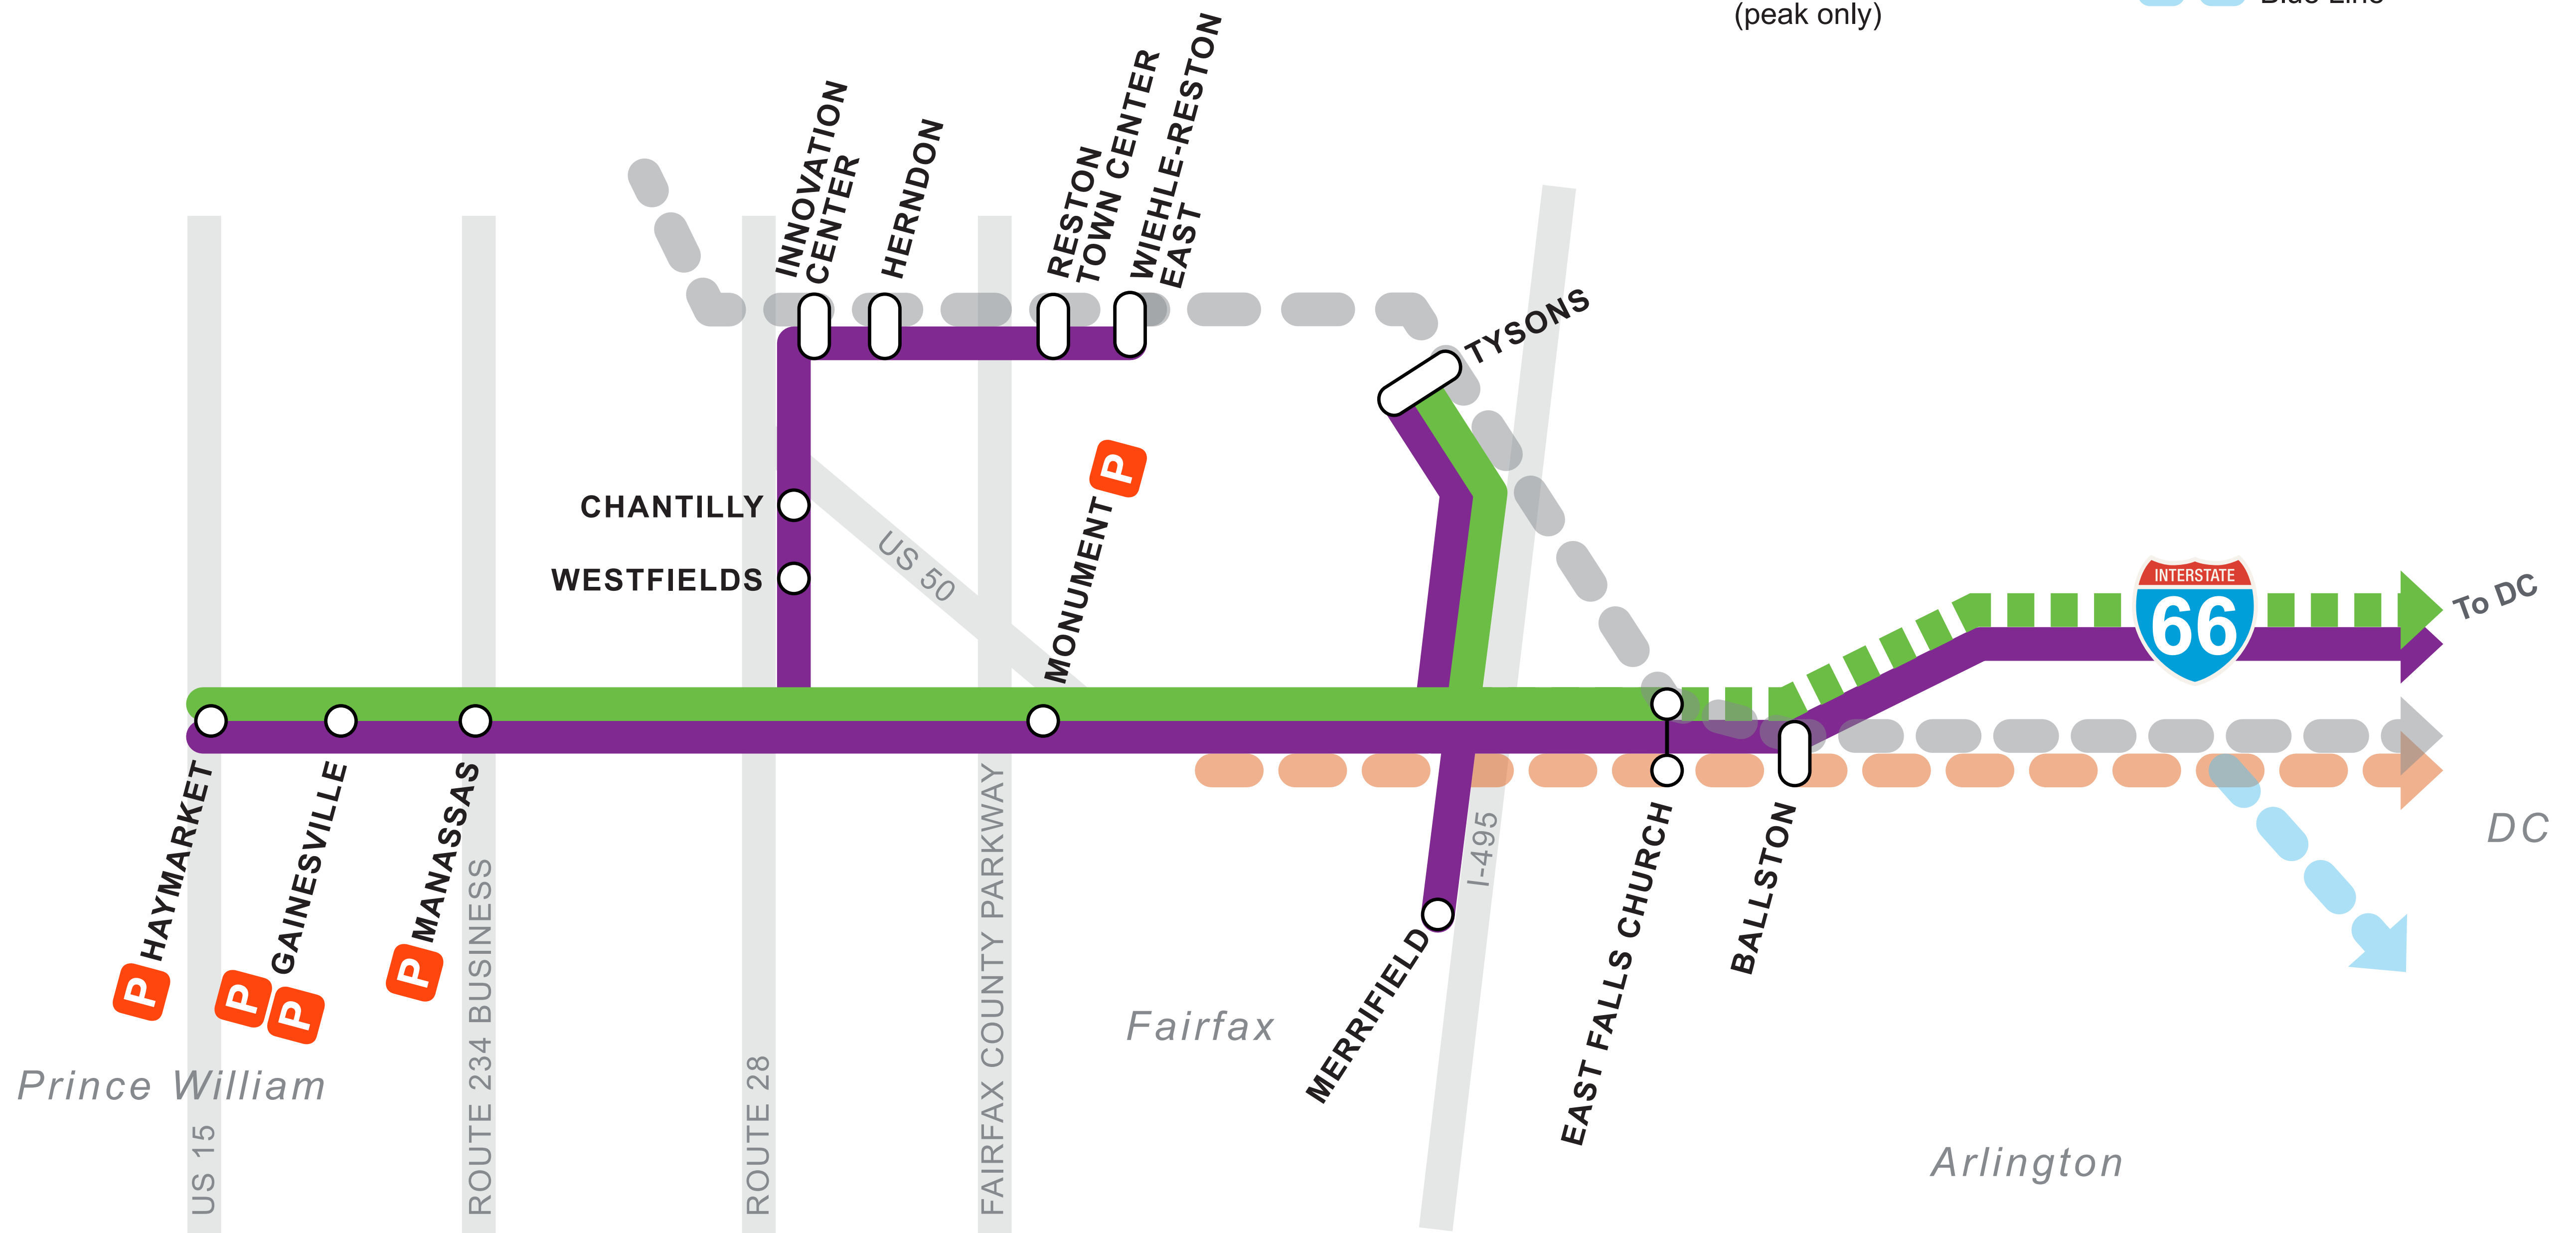 (peak only)
Blue Line
INNOVATION
CENTER
HERNDON
RESTON
TOWN CENTER
WIEHLE-RESTON
EAST
TYSONS
P
MONUMENT
CHANTILLY
WESTFIELDS
US 50
INTERSTATE
66
To DC
HAYMARKET
P
GAINESVILLE
P
P
MANASSAS
P
MERRIFIELD
I-495
EAST FALLS CHURCH
BALLSTON
DC
Fairfax
Prince William
Arlington
US 15
ROUTE 234 BUSINESS
ROUTE 28
FAIRFAX COUNTY PARKWAY